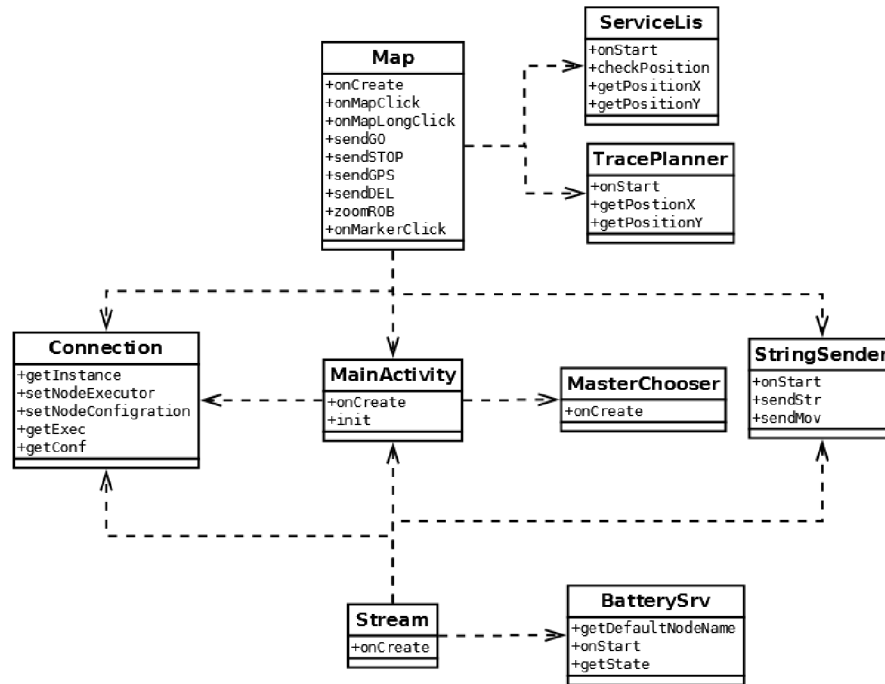 ServiceLis
+onStart
+checkPosition
+getPositionX
+getPositionY
Map
+onCreate
+onMapClick
+onMapLongClick
+sendGO
+sendSTOP
+sendGPS
+sendDEL
+zoomROB
+onMarkerClick
TracePlanner
+onStart
+getPostionX
+getPositionY
Connection
+getInstance
+setNodeExecutor
+setNodeConfigration
+getExec
+getConf
MainActivity
+onCreate
+init
MasterChooser
+onCreate
StringSender
+onStart
+sendStr
+sendMov
Stream
+onCreate
BatterySrv
+getDefaultNodeName
+onStart
+getState